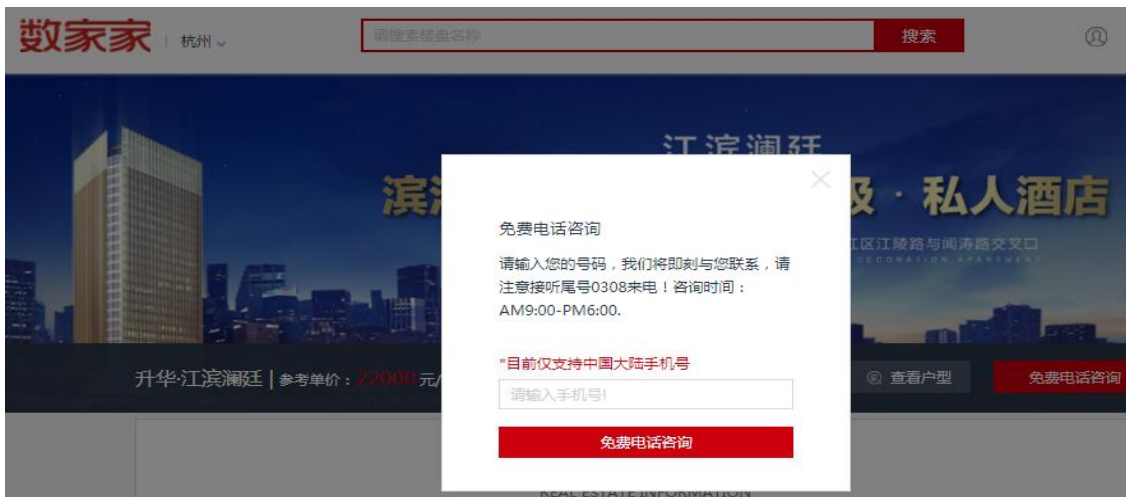 数家家
杭州
请搜索楼盘名称
搜索
江滨澜廷
级·私人酒店
江区江陵路与闻涛路交叉口
DECORATION APARTMENT
免费电话咨询
请输入您的号码，我们将即刻与您联系，请
注意接听尾号0308来电！咨询时间：
AM9:00-PM6:00.
*目前仅支持中国大陆手机号
请输入手机号!
免费电话咨询
升华·江滨澜廷 | 参考单价：22000 元/
查看户型
免费电话咨询
REAL ESTATE INFORMATION